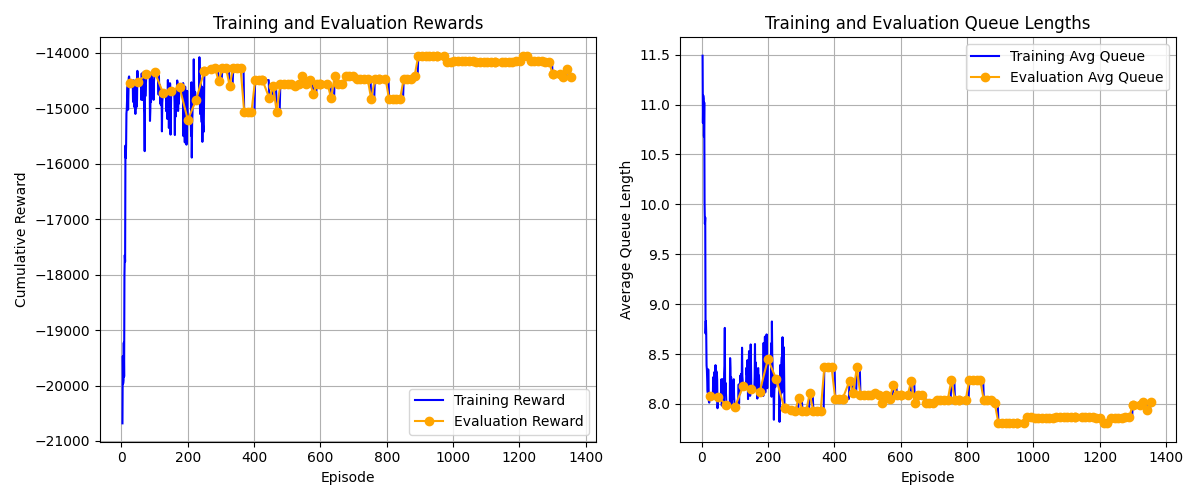 Training and Evaluation Rewards
−14000
−15000
−16000
−17000
−18000
−19000
−20000
−21000
Cumulative Reward
0 200 400 600 800 1000 1200 1400
Episode
Training Reward
Evaluation Reward
Training and Evaluation Queue Lengths
11.5
11.0
10.5
10.0
9.5
9.0
8.5
8.0
Average Queue Length
0 200 400 600 800 1000 1200 1400
Episode
Training Avg Queue
Evaluation Avg Queue